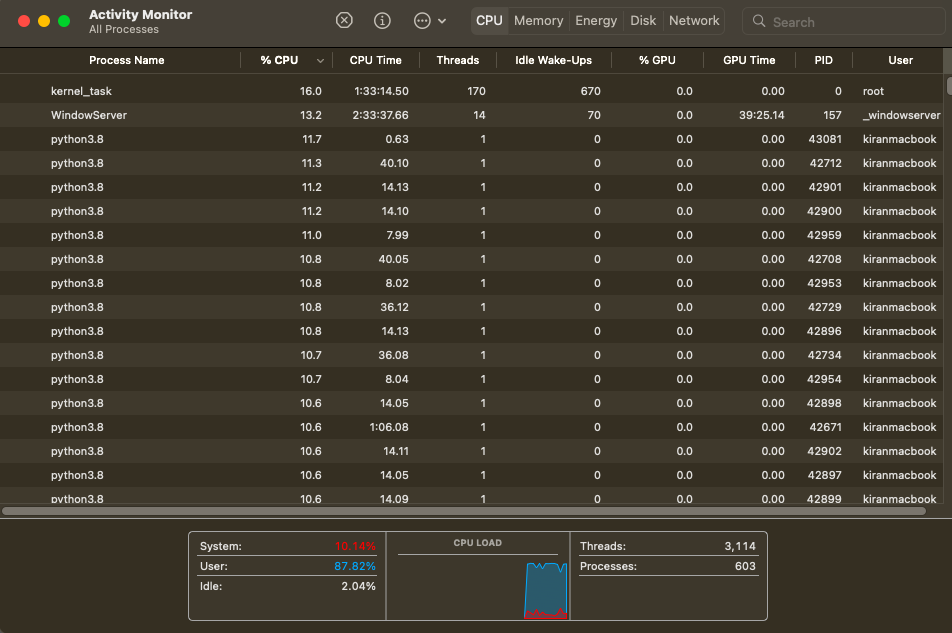 Activity Monitor
All Processes
CPU Memory Energy Disk Network
Search
Process Name % CPU CPU Time Threads Idle Wake-Ups % GPU GPU Time PID User
kernel_task 16.0 1:33:14.50 170 670 0.0 0.00 0 root
WindowServer 13.2 2:33:37.66 14 70 0.0 39:25.14 157 _windowserver
python3.8 11.7 0.63 1 0 0.0 0.00 43081 kiranmacbook
python3.8 11.3 40.10 1 0 0.0 0.00 42712 kiranmacbook
python3.8 11.2 14.13 1 0 0.0 0.00 42901 kiranmacbook
python3.8 11.2 14.10 1 0 0.0 0.00 42900 kiranmacbook
python3.8 11.0 7.99 1 0 0.0 0.00 42959 kiranmacbook
python3.8 10.8 40.05 1 0 0.0 0.00 42708 kiranmacbook
python3.8 10.8 8.02 1 0 0.0 0.00 42953 kiranmacbook
python3.8 10.8 36.12 1 0 0.0 0.00 42729 kiranmacbook
python3.8 10.8 14.13 1 0 0.0 0.00 42896 kiranmacbook
python3.8 10.7 36.08 1 0 0.0 0.00 42734 kiranmacbook
python3.8 10.7 8.04 1 0 0.0 0.00 42954 kiranmacbook
python3.8 10.6 14.05 1 0 0.0 0.00 42898 kiranmacbook
python3.8 10.6 1:06.08 1 0 0.0 0.00 42671 kiranmacbook
python3.8 10.6 14.11 1 0 0.0 0.00 42902 kiranmacbook
python3.8 10.6 14.05 1 0 0.0 0.00 42897 kiranmacbook
python3.8 10.6 14.09 1 0 0.0 0.00 42899 kiranmacbook
System: 10.14%
User: 87.82%
Idle: 2.04%
CPU LOAD
Threads: 3,114
Processes: 603